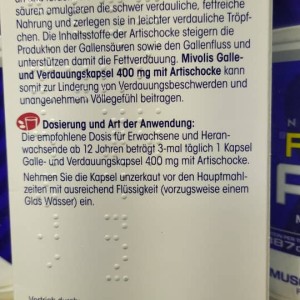 säuren emulgieren die schwer verdauliche, fettreiche
Nahrung und zerlegen sie in leichter verdauliche Tröpf-
chen. Die Inhaltsstoffe der Artischocke steigern die
Produktion der Gallensäuren sowie den Gallenfluss und
unterstützen damit die Fettverdauung. Mivolis Galle-
und Verdauungskapsel 400 mg mit Artischocke kann
somit zur Linderung von Verdauungsbeschwerden und
unangenehmen Völlegefühl beitragen.
Dosierung und Art der Anwendung:
Die empfohlene Dosis für Erwachsene und Heran-
wachsende ab 12 Jahren beträgt 3-mal täglich 1 Kapsel
Galle- und Verdauungskapsel 400 mg mit Artischocke.
Nehmen Sie die Kapsel unzerkaut vor den Hauptmahl-
zeiten mit ausreichend Flüssigkeit (vorzugsweise einem
Glas Wasser) ein.